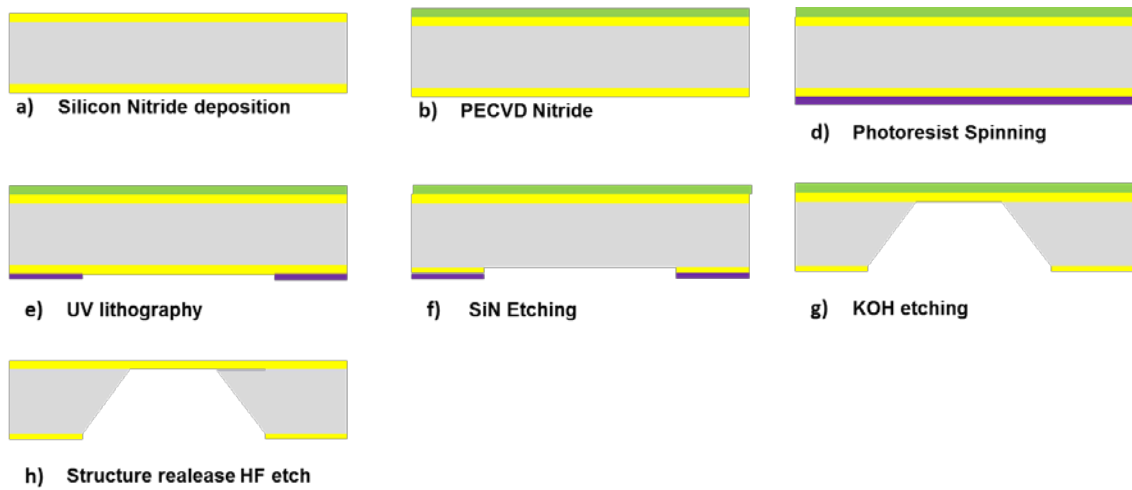 a) Silicon Nitride deposition
b) PECVD Nitride
d) Photoresist Spinning
e) UV lithography
f) SiN Etching
g) KOH etching
h) Structure realease HF etch